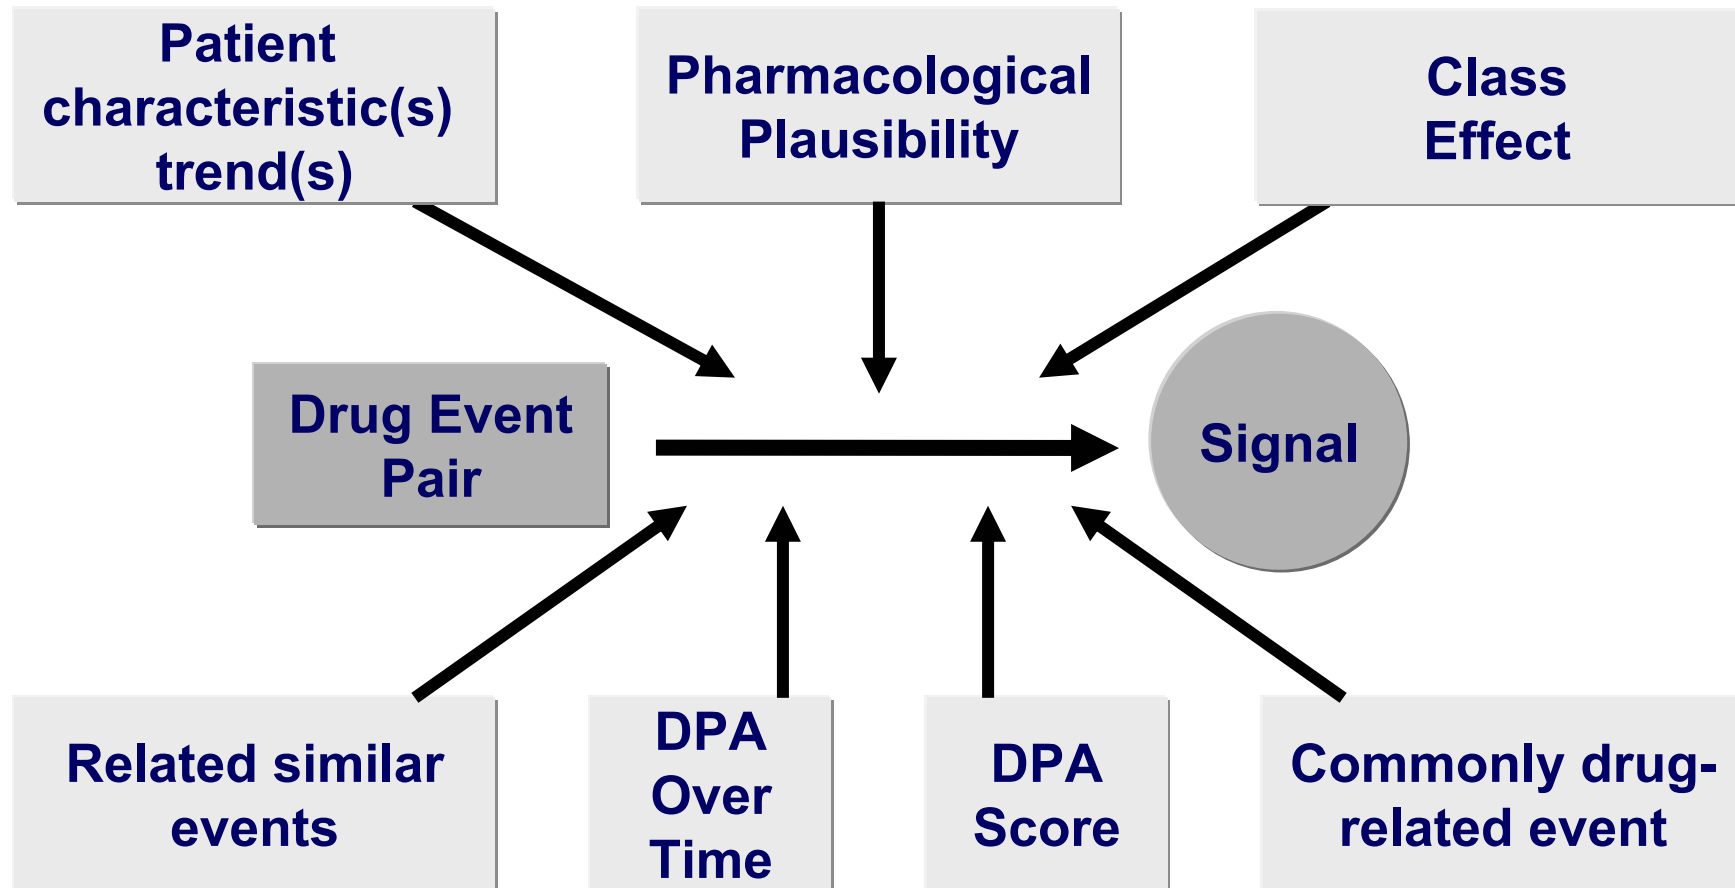 Patient
characteristic(s)
trend(s)
Pharmacological
Plausibility
Class
Effect
Drug Event
Pair
Signal
Related similar
events
DPA
Over
Time
DPA
Score
Commonly drug-
related event